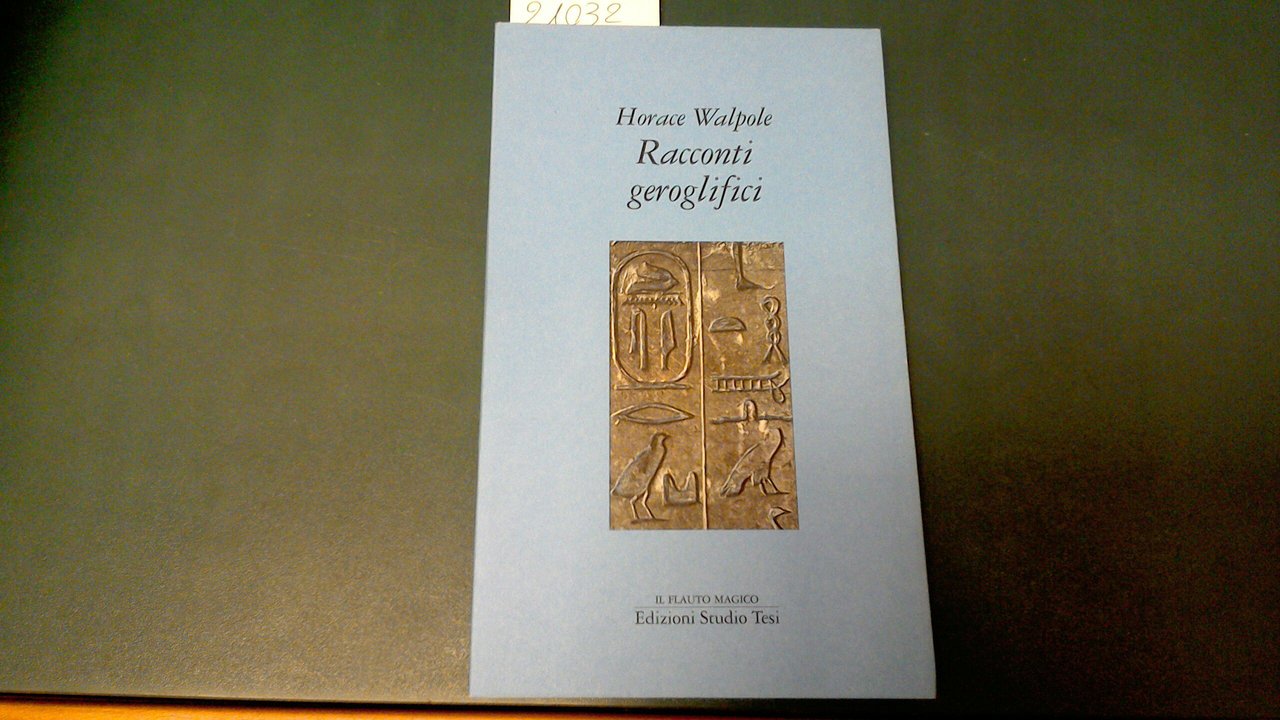 21032
Horace Walpole
Racconti
geroglifici
IL FLAUTO MAGICO
Edizioni Studio Tesi